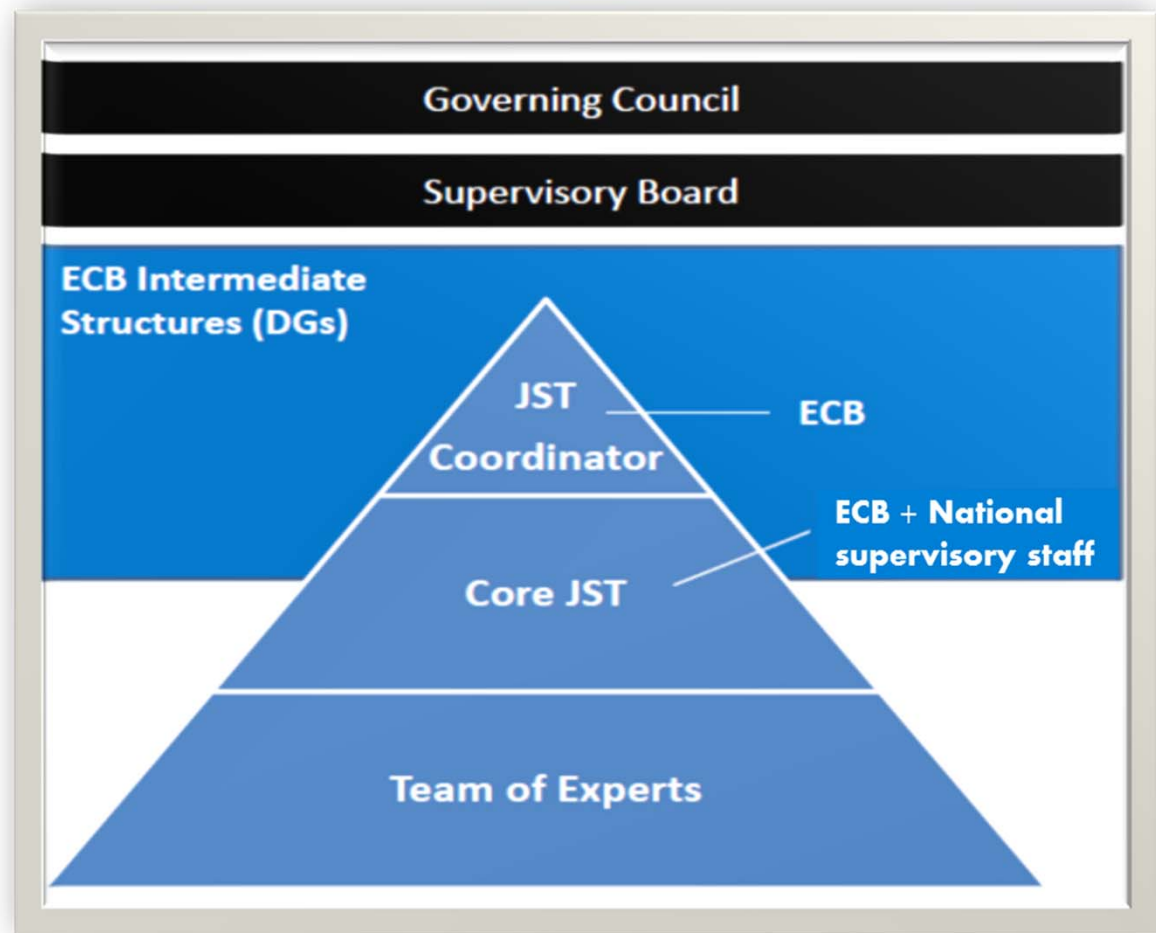 Governing Council
Supervisory Board
ECB Intermediate
Structures (DGs)
JST
Coordinator
ECB
ECB + National
supervisory staff
Core JST
Team of Experts